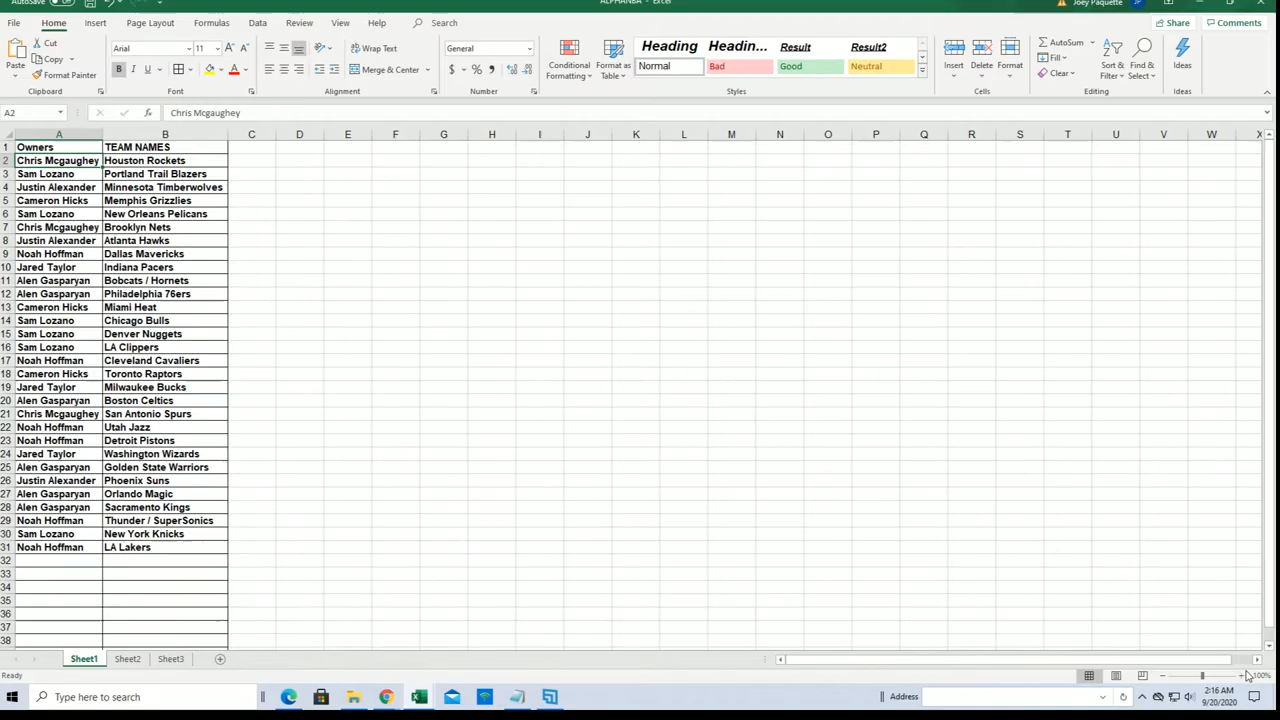 AutoSave Off ALPHANBA - Excel Joey Paquette JP
File Home Insert Page Layout Formulas Data Review View Help Search Share Comments
Paste Cut Copy Format Painter Clipboard
Arial 11 A A B I U A Font
Wrap Text Merge & Center Alignment
General $ % , Number
Conditional Formatting Format as Table
Heading Headin... Result Result2
Normal Bad Good Neutral Styles
Insert Delete Format Cells
AutoSum Fill Clear Sort & Filter Find & Select Editing
Ideas Ideas
A2 fx Chris Mcgaughey
A B C D E F G H I J K L M N O P Q R S T U V W X
1 Owners TEAM NAMES
2 Chris Mcgaughey Houston Rockets
3 Sam Lozano Portland Trail Blazers
4 Justin Alexander Minnesota Timberwolves
5 Cameron Hicks Memphis Grizzlies
6 Sam Lozano New Orleans Pelicans
7 Chris Mcgaughey Brooklyn Nets
8 Justin Alexander Atlanta Hawks
9 Noah Hoffman Dallas Mavericks
10 Jared Taylor Indiana Pacers
11 Alen Gasparyan Bobcats / Hornets
12 Alen Gasparyan Philadelphia 76ers
13 Cameron Hicks Miami Heat
14 Sam Lozano Chicago Bulls
15 Sam Lozano Denver Nuggets
16 Sam Lozano LA Clippers
17 Noah Hoffman Cleveland Cavaliers
18 Cameron Hicks Toronto Raptors
19 Jared Taylor Milwaukee Bucks
20 Alen Gasparyan Boston Celtics
21 Chris Mcgaughey San Antonio Spurs
22 Noah Hoffman Utah Jazz
23 Noah Hoffman Detroit Pistons
24 Jared Taylor Washington Wizards
25 Alen Gasparyan Golden State Warriors
26 Justin Alexander Phoenix Suns
27 Alen Gasparyan Orlando Magic
28 Alen Gasparyan Sacramento Kings
29 Noah Hoffman Thunder / SuperSonics
30 Sam Lozano New York Knicks
31 Noah Hoffman LA Lakers
32
33
34
35
36
37
38
Sheet1 Sheet2 Sheet3
Ready 100%
Type here to search Address 2:16 AM
9/20/2020